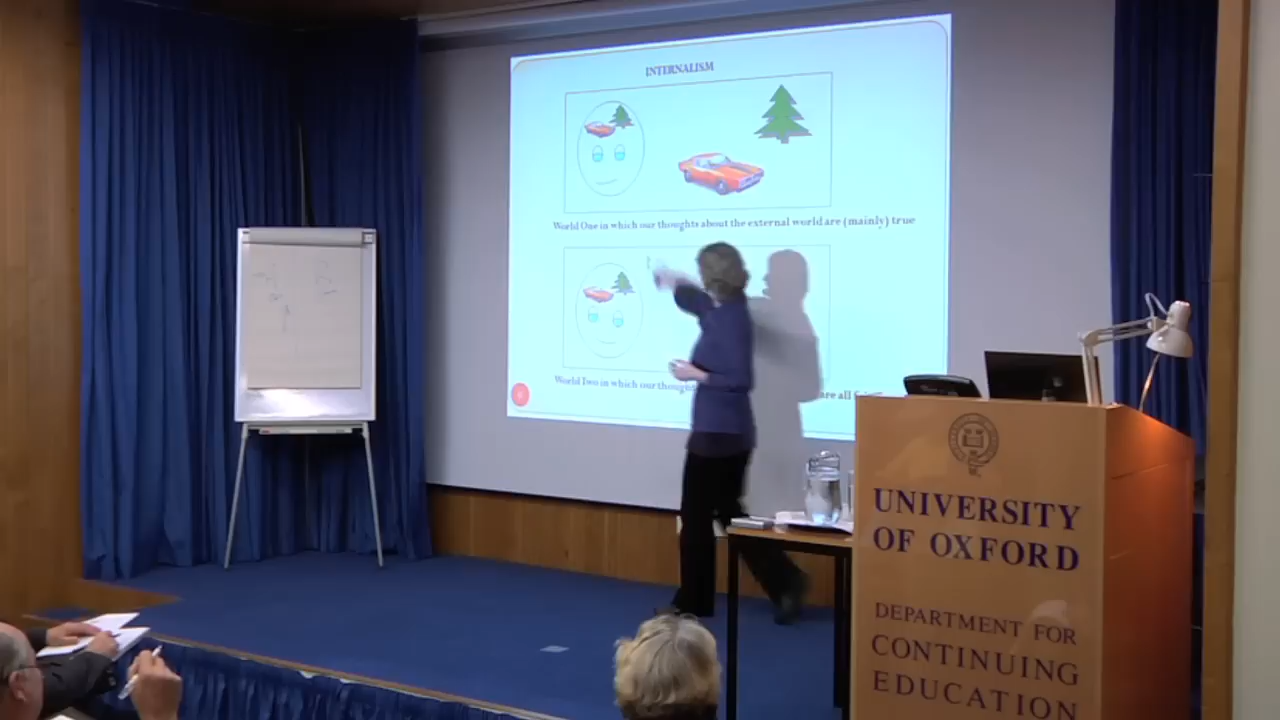 INTERNALISM
World One in which our thoughts about the external world are (mainly) true
World Two in which our thoughts are all
UNIVERSITY
OF OXFORD
DEPARTMENT FOR
CONTINUING
EDUCATION